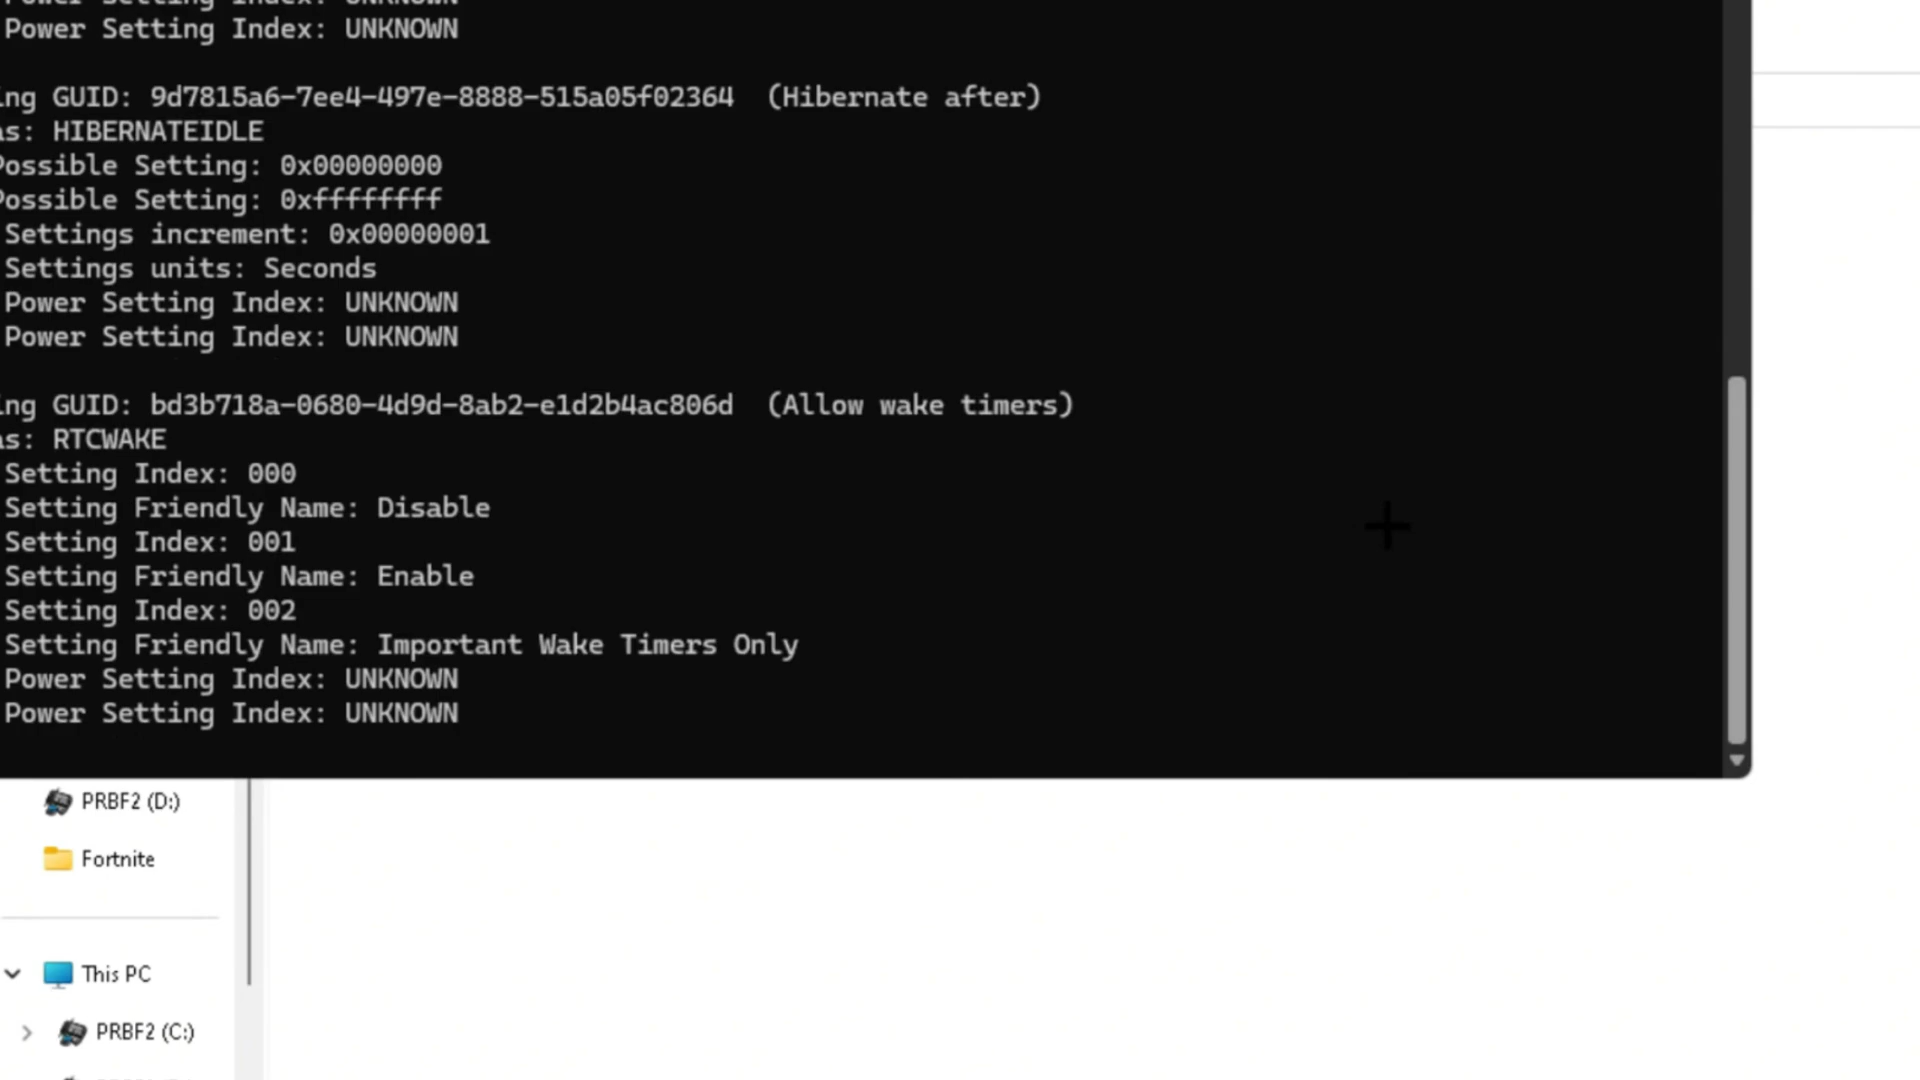 Power Setting Index: UNKNOWN
Power Setting Index: UNKNOWN
ing GUID: 9d7815a6-7ee4-497e-8888-515a05f02364 (Hibernate after)
as: HIBERNATEIDLE
Possible Setting: 0x00000000
Possible Setting: 0xffffffff
Settings increment: 0x00000001
Settings units: Seconds
Power Setting Index: UNKNOWN
Power Setting Index: UNKNOWN
ing GUID: bd3b718a-0680-4d9d-8ab2-e1d2b4ac806d (Allow wake timers)
as: RTCWAKE
Setting Index: 000
Setting Friendly Name: Disable
Setting Index: 001
Setting Friendly Name: Enable
Setting Index: 002
Setting Friendly Name: Important Wake Timers Only
Power Setting Index: UNKNOWN
Power Setting Index: UNKNOWN
PRBF2 (D:)
Fortnite
This PC
PRBF2 (C:)